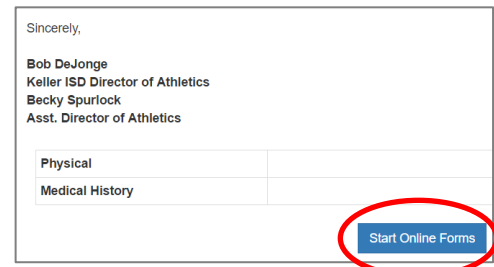 Sincerely,
Bob DeJonge
Keller ISD Director of Athletics
Becky Spurlock
Asst. Director of Athletics
Physical
Medical History
Start Online Forms